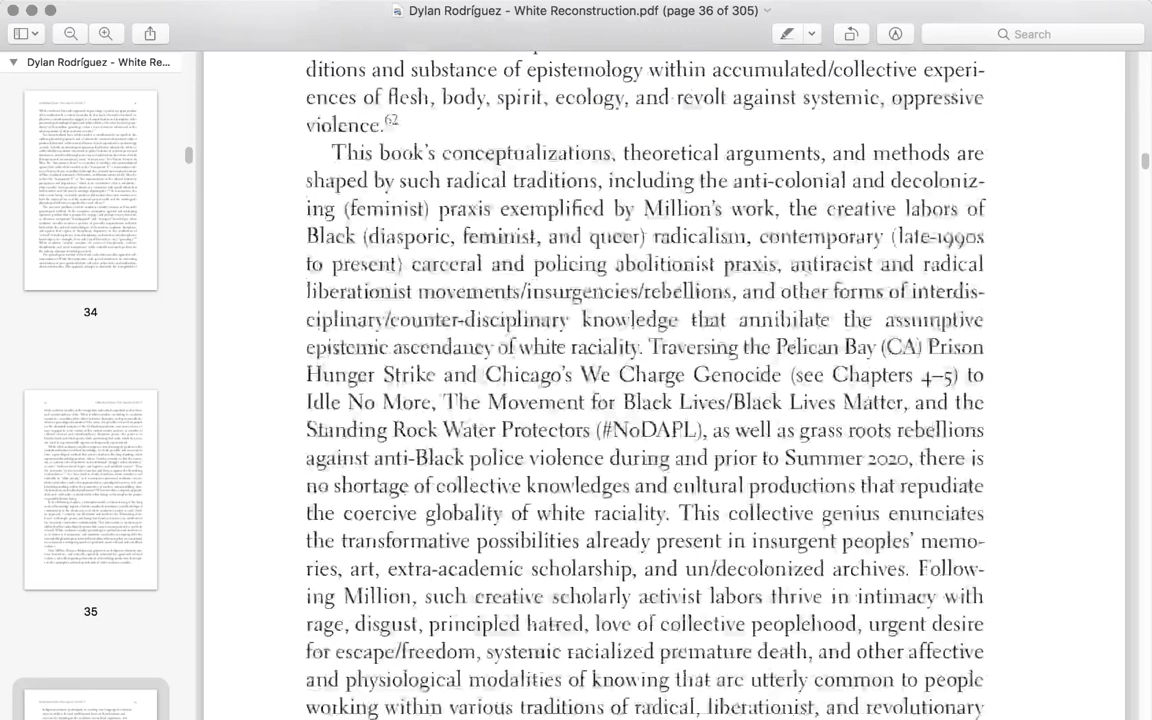 Dylan Rodríguez - White Reconstruction.pdf (page 36 of 305)
Search
Dylan Rodríguez - White Re...
34
35
ditions and substance of epistemology within accumulated/collective experi-
ences of flesh, body, spirit, ecology, and revolt against systemic, oppressive
violence.62
This book's conceptualizations, theoretical arguments, and methods are
shaped by such radical traditions, including the anti-colonial and decoloniz-
ing (feminist) praxis exemplified by Million's work, the creative labors of
Black (diasporic, feminist, and queer) radicalism, contemporary (late-1990s
to present) carceral and policing abolitionist praxis, antiracist and radical
liberationist movements/insurgencies/rebellions, and other forms of interdis-
ciplinary/counter-disciplinary knowledge that annihilate the assumptive
epistemic ascendancy of white raciality. Traversing the Pelican Bay (CA) Prison
Hunger Strike and Chicago's We Charge Genocide (see Chapters 4–5) to
Idle No More, The Movement for Black Lives/Black Lives Matter, and the
Standing Rock Water Protectors (#NoDAPL), as well as grass roots rebellions
against anti-Black police violence during and prior to Summer 2020, there is
no shortage of collective knowledges and cultural productions that repudiate
the coercive globality of white raciality. This collective genius enunciates
the transformative possibilities already present in insurgent peoples' memo-
ries, art, extra-academic scholarship, and un/decolonized archives. Follow-
ing Million, such creative scholarly activist labors thrive in intimacy with
rage, disgust, principled hatred, love of collective peoplehood, urgent desire
for escape/freedom, systemic racialized premature death, and other affective
and physiological modalities of knowing that are utterly common to people
working within various traditions of radical, liberationist, and revolutionary